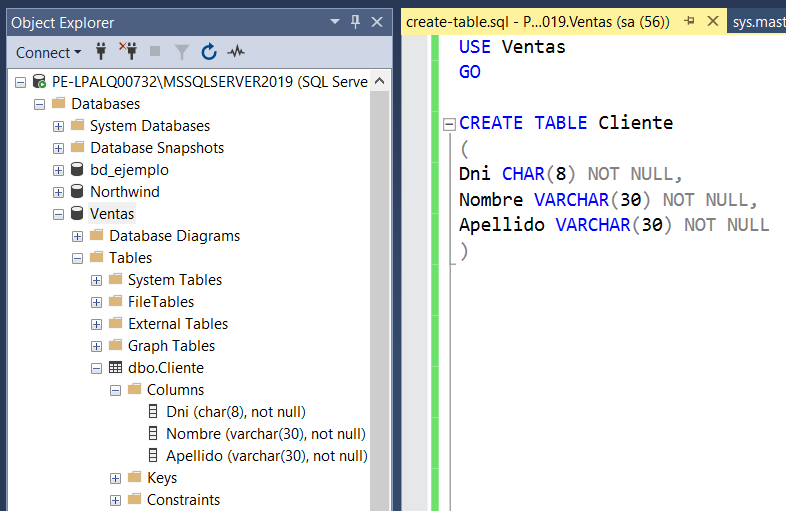 Object Explorer
Connect
PE-LPALQ00732\MSSQLSERVER2019 (SQL Serve
Databases
System Databases
Database Snapshots
bd_ejemplo
Northwind
Ventas
Database Diagrams
Tables
System Tables
FileTables
External Tables
Graph Tables
dbo.Cliente
Columns
Dni (char(8), not null)
Nombre (varchar(30), not null)
Apellido (varchar(30), not null)
Keys
Constraints
create-table.sql - P...019.Ventas (sa (56))
sys.mast
USE Ventas
GO
CREATE TABLE Cliente
(
Dni CHAR(8) NOT NULL,
Nombre VARCHAR(30) NOT NULL,
Apellido VARCHAR(30) NOT NULL
)